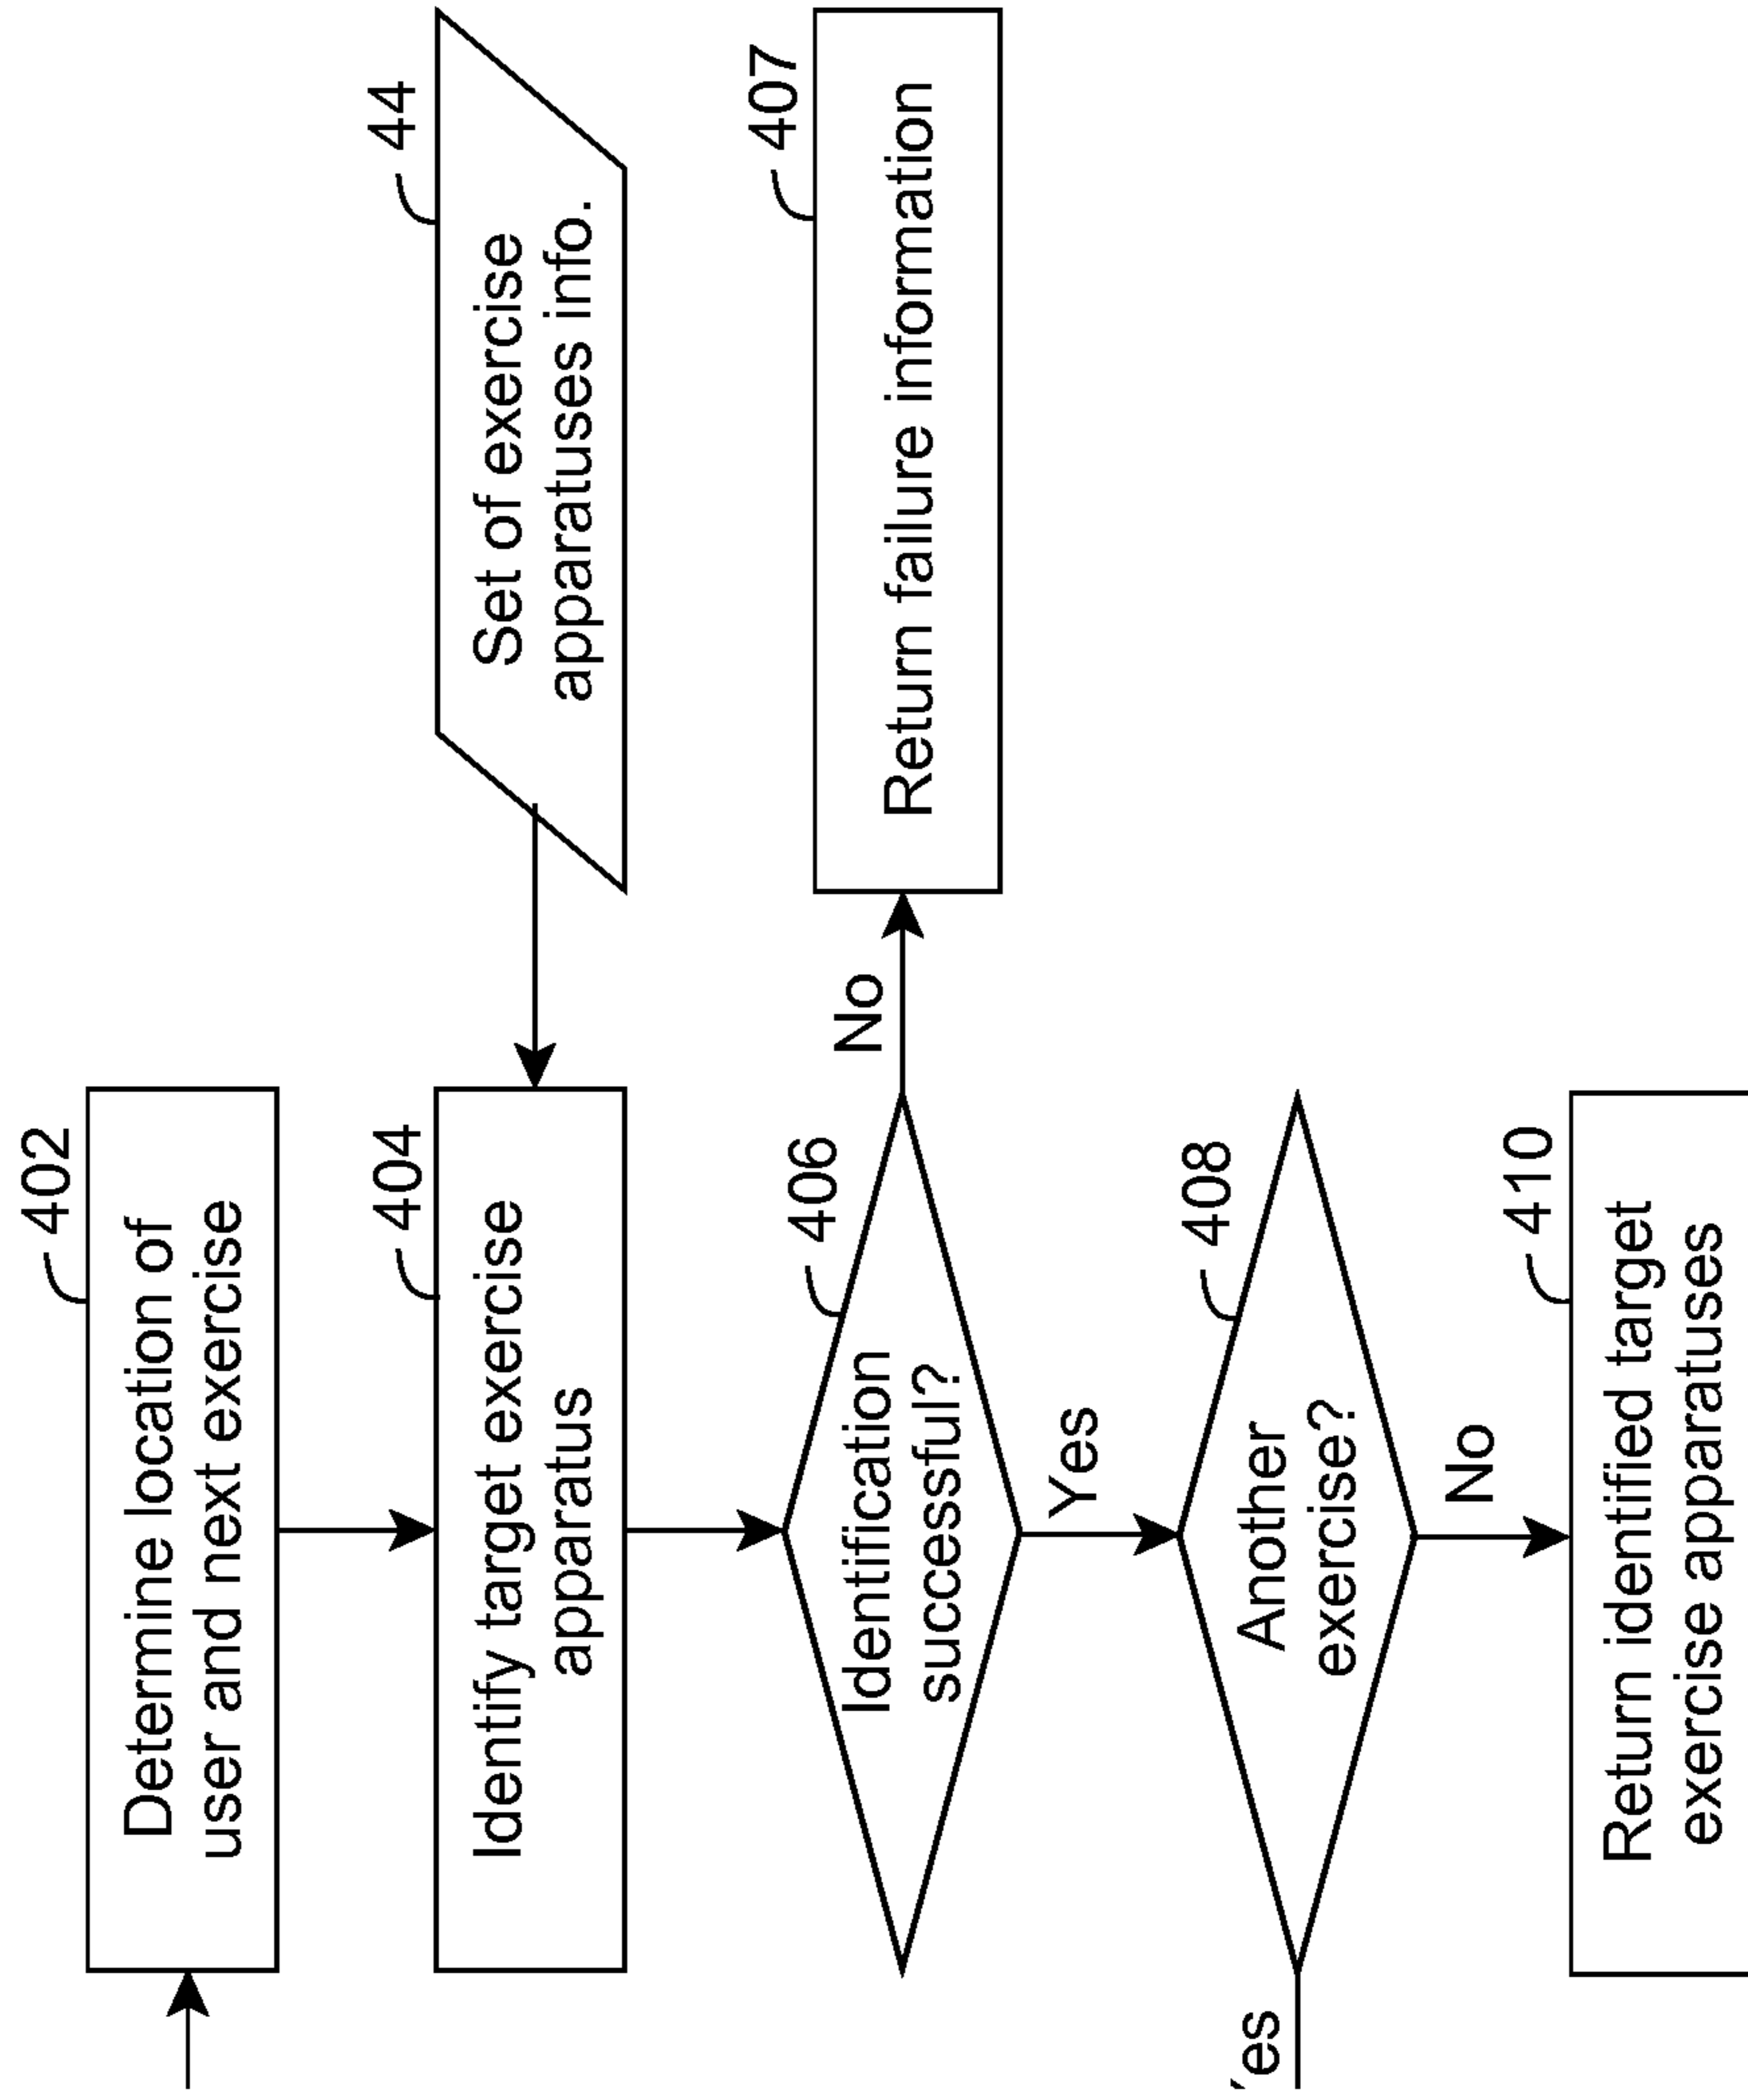 402
Determine location of
user and next exercise
44
Set of exercise
apparatuses info.
404
Identify target exercise
apparatus
406
Identification
successful?
No
407
Return failure information
Yes
408
Another
exercise?
No
410
Return identified target
exercise apparatuses